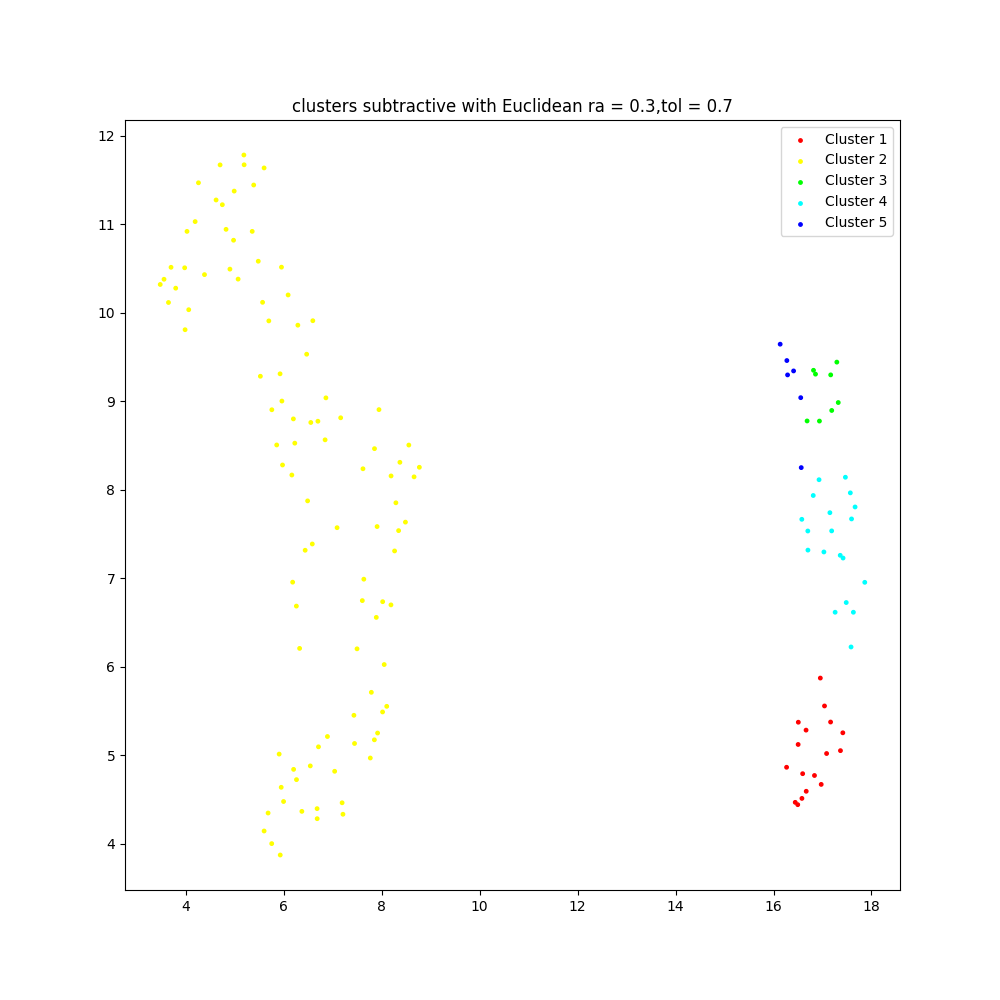 clusters subtractive with Euclidean ra = 0.3,tol = 0.7
12
11
10
9
8
7
6
5
4
Cluster 1
Cluster 2
Cluster 3
Cluster 4
Cluster 5
4 6 8 10 12 14 16 18